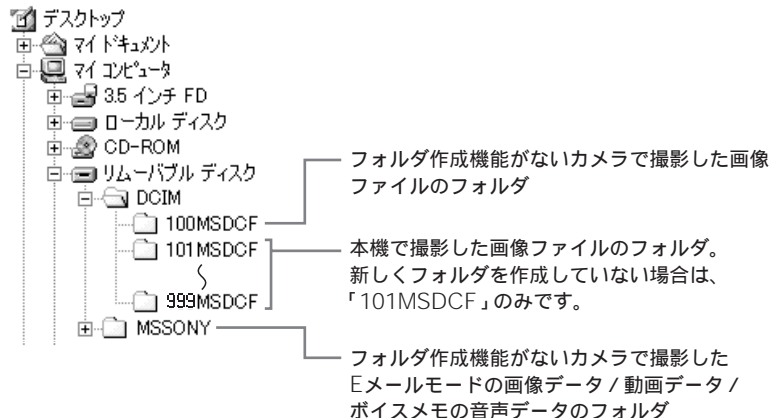 デスクトップ
マイ ドキュメント
マイ コンピュータ
3.5 インチ FD
ローカル ディスク
CD-ROM
リムーバブル ディスク
DCIM
100MSDCF
101MSDCF
〜
999MSDCF
MSSONY
フォルダ作成機能がないカメラで撮影した画像
ファイルのフォルダ
本機で撮影した画像ファイルのフォルダ。
新しくフォルダを作成していない場合は、
「101MSDCF」のみです。
フォルダ作成機能がないカメラで撮影した
Eメールモードの画像データ / 動画データ /
ボイスメモの音声データのフォルダ